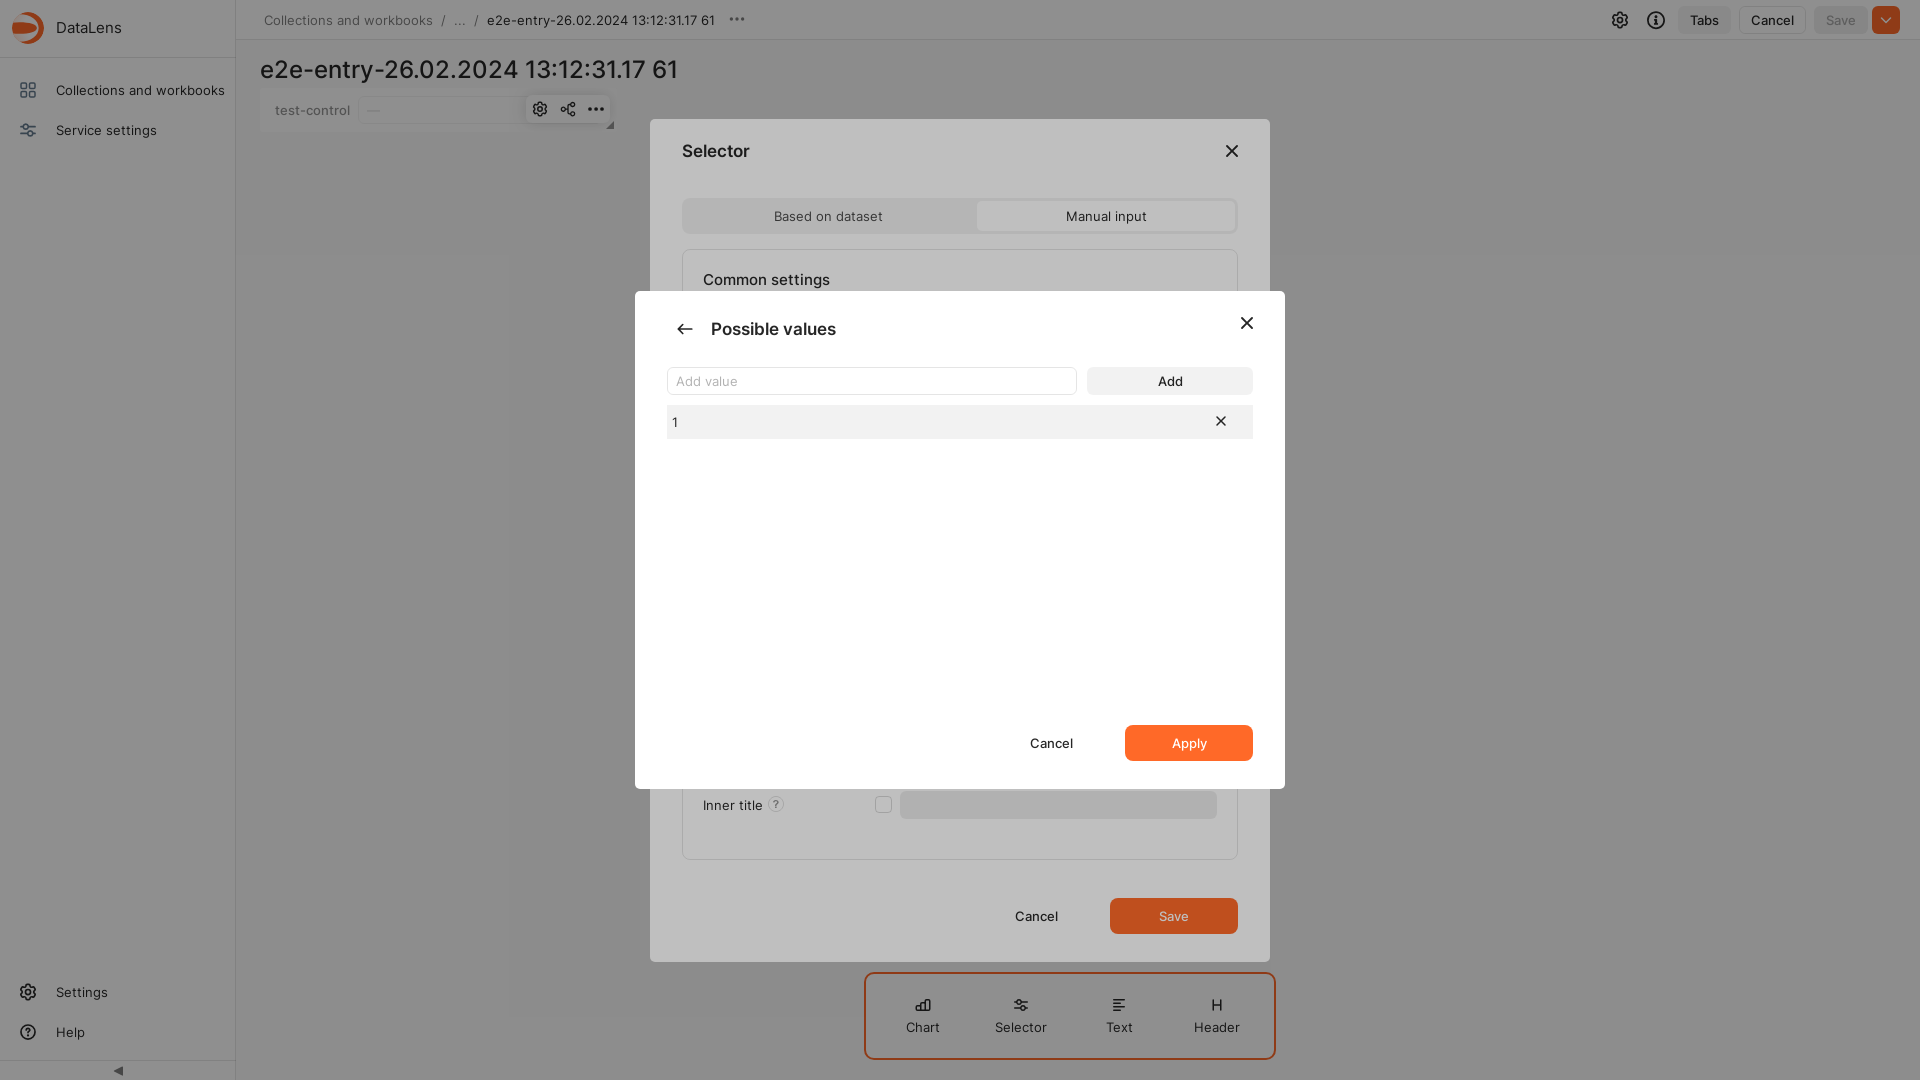 DataLens
Collections and workbooks / ... / e2e-entry-26.02.2024 13:12:31.17 61
Tabs
Cancel
Save
e2e-entry-26.02.2024 13:12:31.17 61
Collections and workbooks
Service settings
test-control —
Selector
Based on dataset
Manual input
Common settings
Possible values
Add value
Add
1
Cancel
Apply
Inner title ?
Cancel
Save
Chart
Selector
Text
Header
Settings
Help